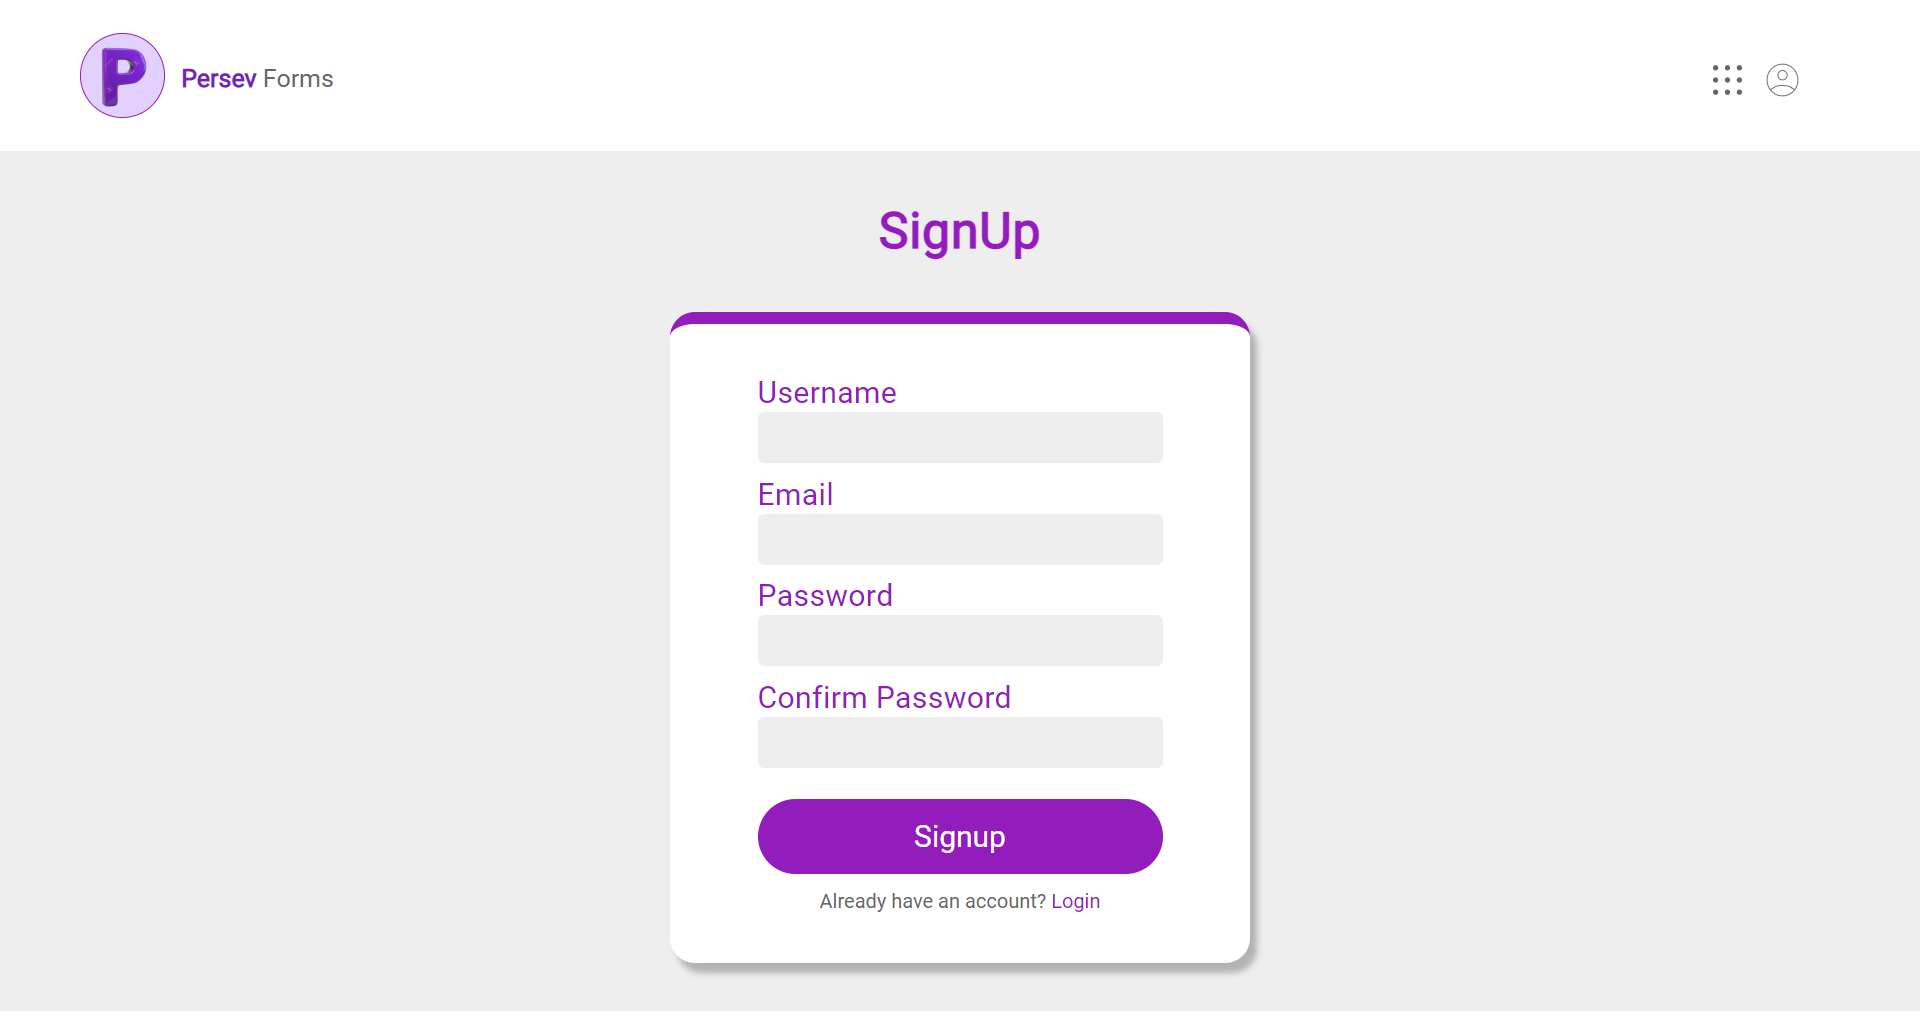 P
Persev Forms
SignUp
Username
Email
Password
Confirm Password
Signup
Already have an account? Login